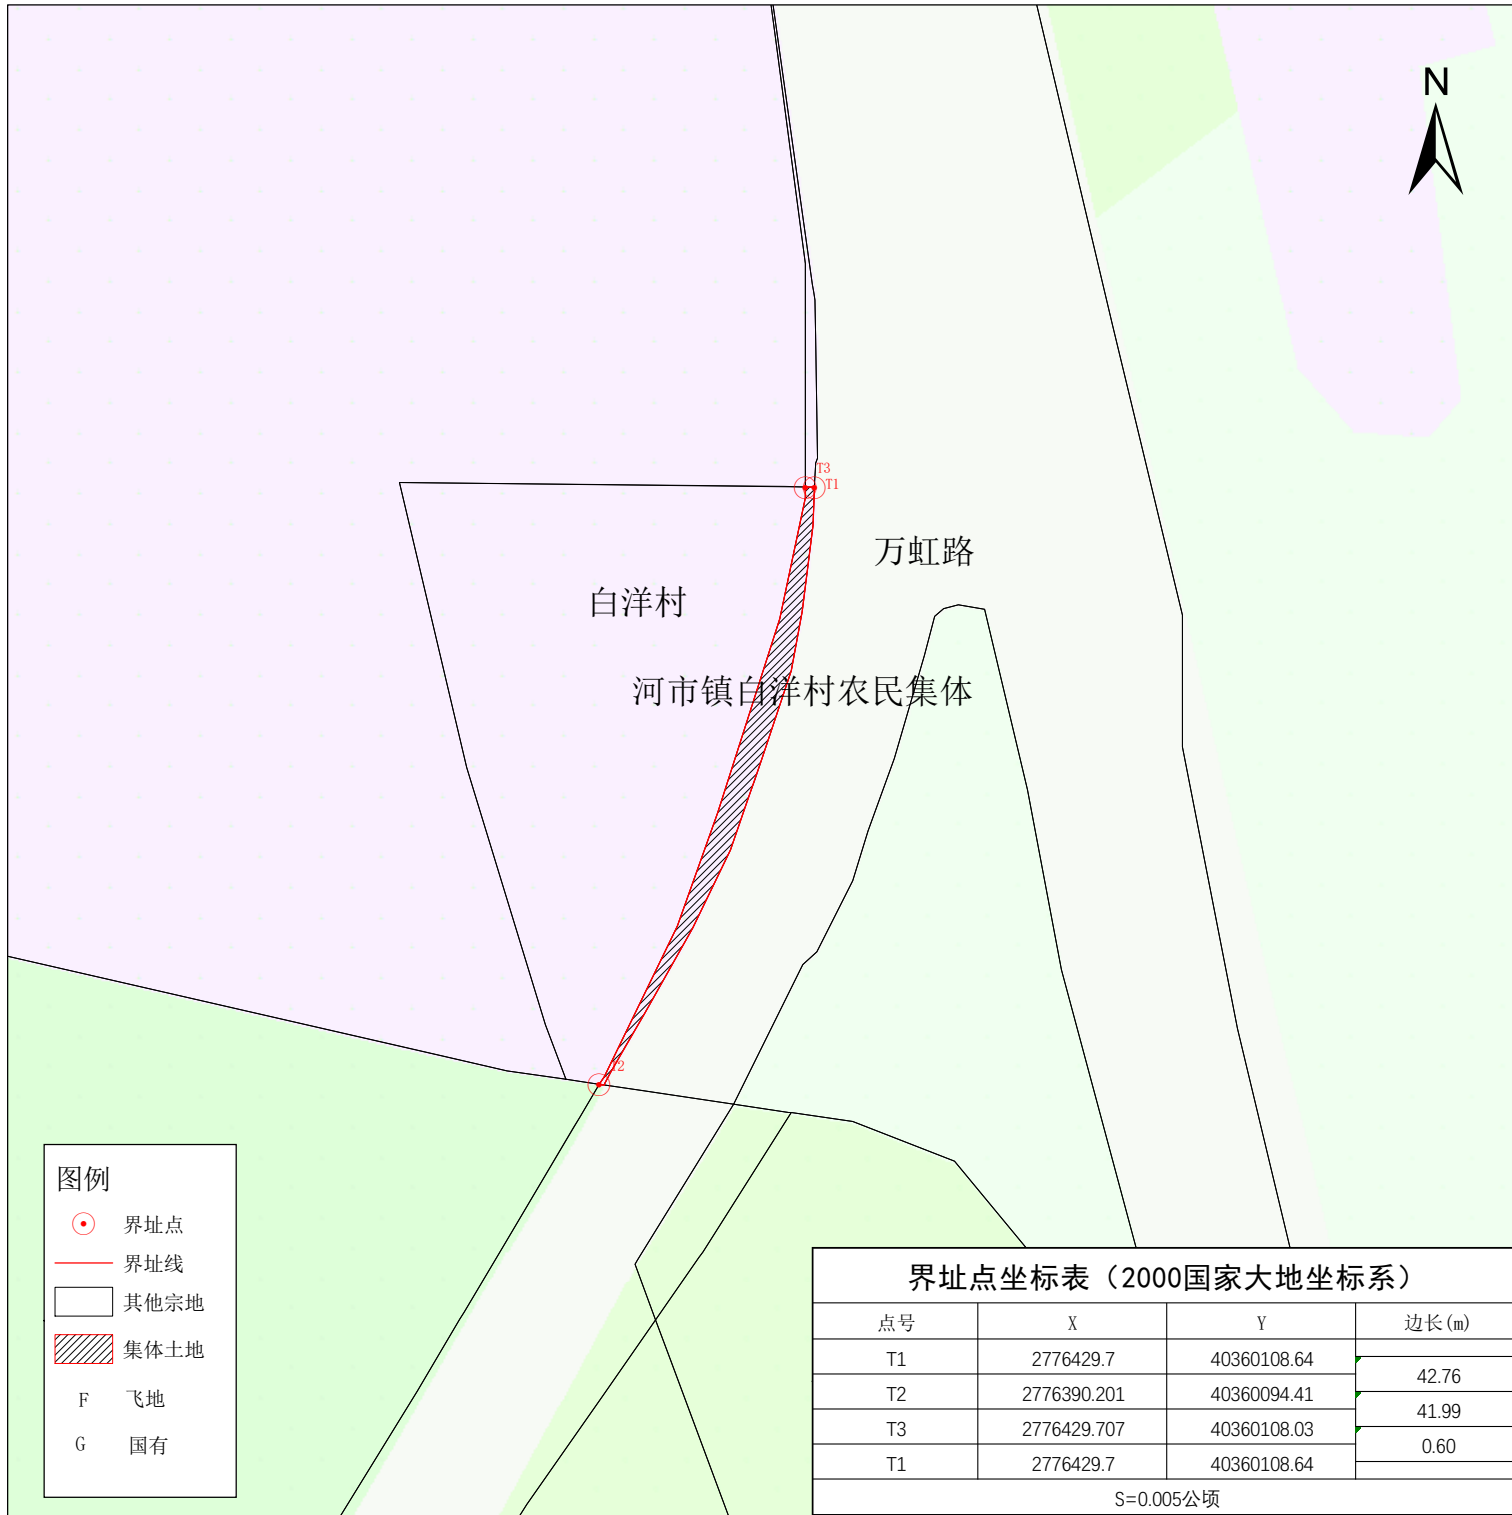 N
T3
T1
万虹路
白洋村
河市镇白洋村农民集体
T2
图例
界址点
界址线
其他宗地
集体土地
F 飞地
G 国有
界址点坐标表（2000国家大地坐标系）
点号 X Y 边长(m)
T1 2776429.7 40360108.64
42.76
T2 2776390.201 40360094.41
41.99
T3 2776429.707 40360108.03
0.60
T1 2776429.7 40360108.64
S=0.005公顷